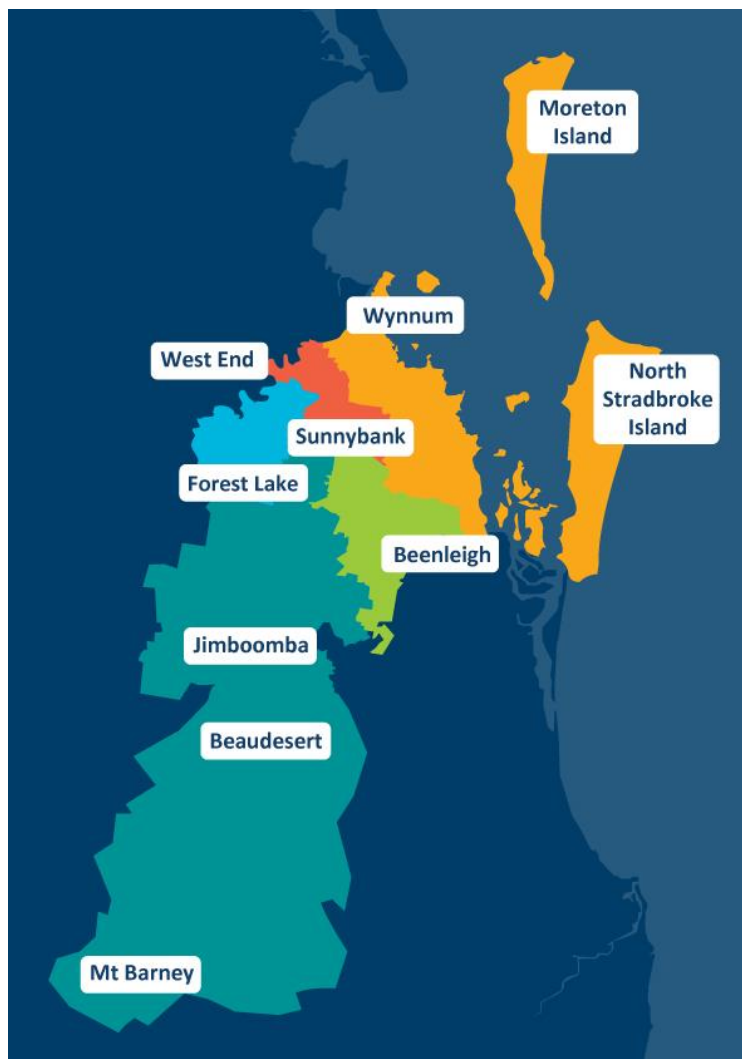 Moreton
Island
Wynnum
West End
North
Stradbroke
Island
Sunnybank
Forest Lake
Beenleigh
Jimboomba
Beaudesert
Mt Barney